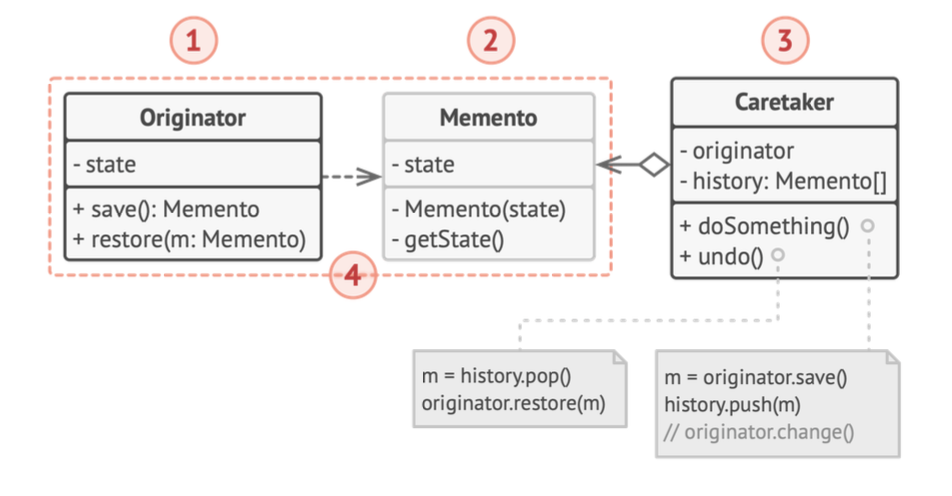 1
2
3
Originator
- state
+ save(): Memento
+ restore(m: Memento)
Memento
- state
- Memento(state)
- getState()
Caretaker
- originator
- history: Memento[]
+ doSomething()
+ undo()
4
m = history.pop()
originator.restore(m)
m = originator.save()
history.push(m)
// originator.change()